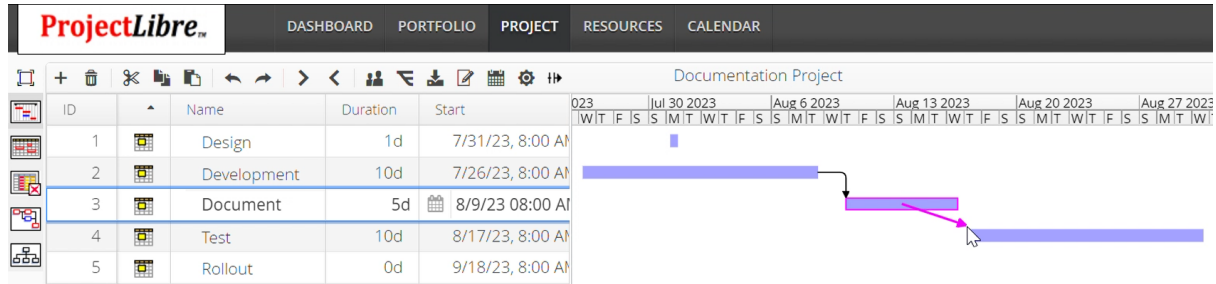 ProjectLibre™ DASHBOARD PORTFOLIO PROJECT RESOURCES CALENDAR
Documentation Project
ID Name Duration Start 023 Jul 30 2023 Aug 6 2023 Aug 13 2023 Aug 20 2023 Aug 27 2023
W T F S S M T W T F S S M T W T F S S M T W T F S S M T W T F S S M T W
1 Design 1d 7/31/23, 8:00 AM
2 Development 10d 7/26/23, 8:00 AM
3 Document 5d 8/9/23 08:00 AM
4 Test 10d 8/17/23, 8:00 AM
5 Rollout 0d 9/18/23, 8:00 AM